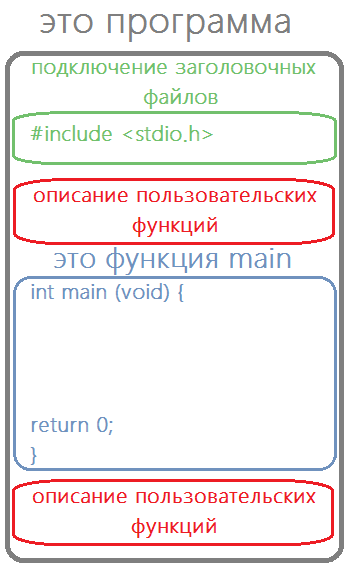 это программа
подключение заголовочных
файлов
#include <stdio.h>
описание пользовательских
функций
это функция main
int main (void) {
return 0;
}
описание пользовательских
функций